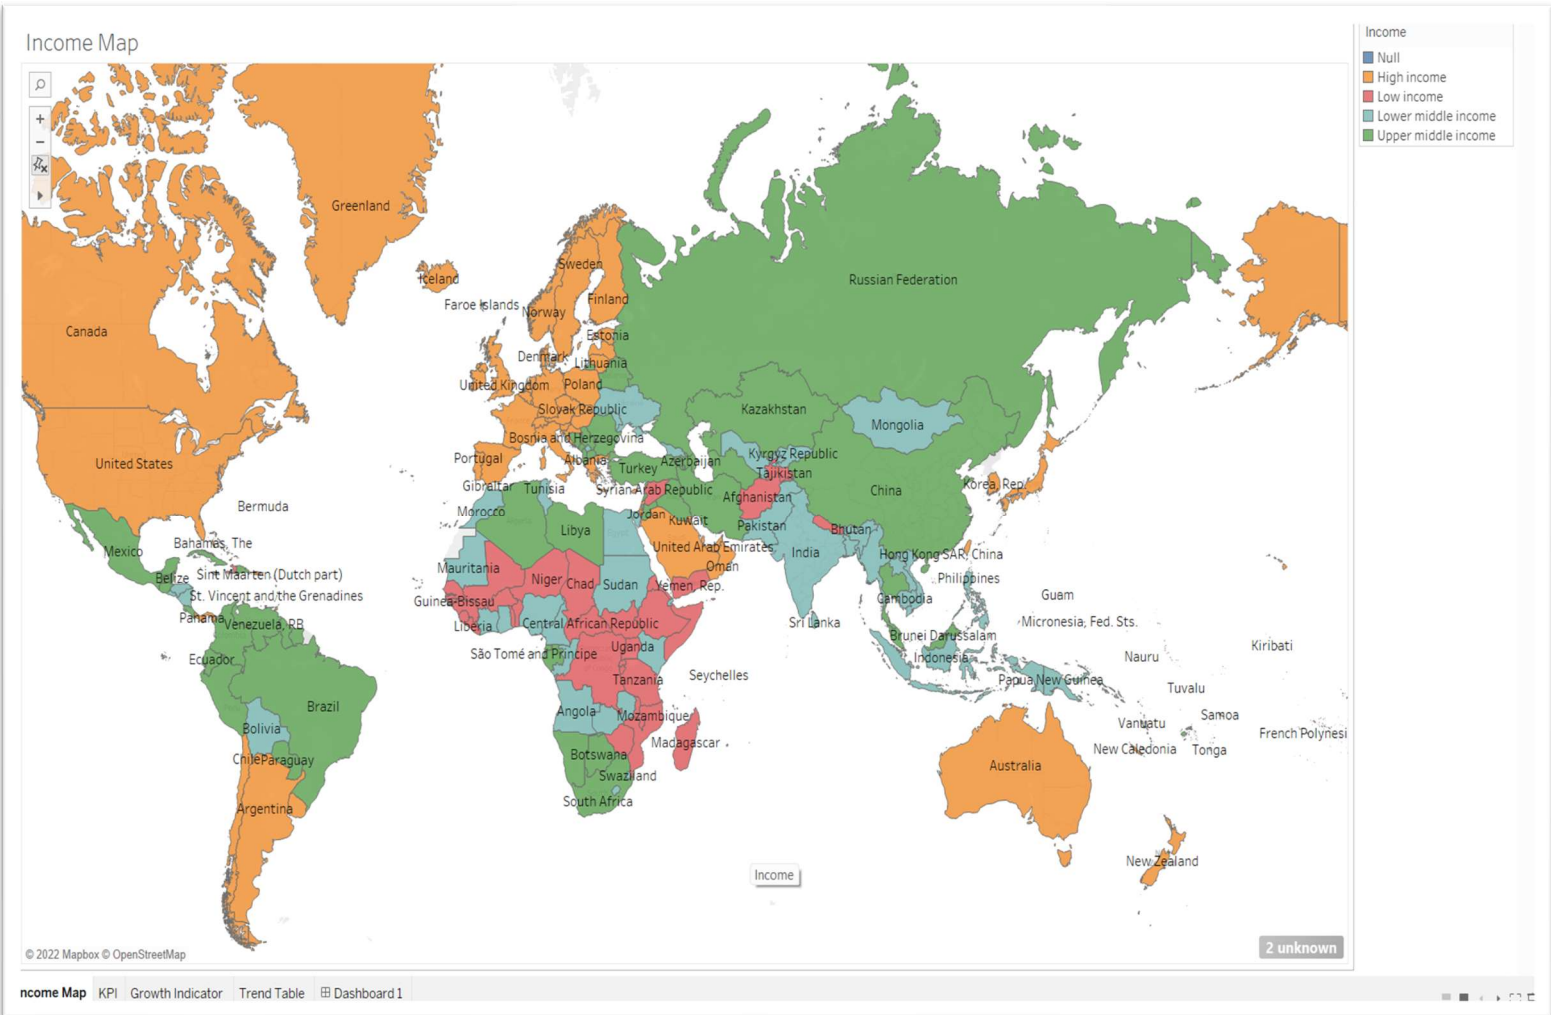 Income Map
Income
Null
High income
Low income
Lower middle income
Upper middle income
+
−
Greenland
Iceland
Sweden
Faroe Islands
Finland
Norway
Russian Federation
Canada
Estonia
Denmark
Lithuania
United Kingdom
Poland
Slovak Republic
Kazakhstan
Mongolia
Bosnia and Herzegovina
United States
Portugal
Albania
Turkey
Azerbaijan
Kyrgyz Republic
Tajikistan
Gibraltar
Tunisia
Syrian Arab Republic
Afghanistan
China
Korea, Rep.
Bermuda
Morocco
Libya
Jordan
Kuwait
Pakistan
Bhutan
Mexico
Bahamas, The
United Arab Emirates
India
Hong Kong SAR, China
Belize
Sint Maarten (Dutch part)
Mauritania
Niger
Chad
Sudan
Oman
Yemen, Rep.
Philippines
St. Vincent and the Grenadines
Guinea-Bissau
Cambodia
Guam
Panama
Venezuela, RB
Liberia
Central African Republic
Sri Lanka
Micronesia, Fed. Sts.
Ecuador
São Tomé and Principe
Uganda
Brunei Darussalam
Indonesia
Nauru
Kiribati
Tanzania
Seychelles
Papua New Guinea
Tuvalu
Brazil
Angola
Mozambique
Samoa
Bolivia
Madagascar
Vanuatu
French Polynesi
Chile
Paraguay
Botswana
New Caledonia
Tonga
Australia
Swaziland
Argentina
South Africa
New Zealand
Income
© 2022 Mapbox © OpenStreetMap
2 unknown
ncome Map
KPI
Growth Indicator
Trend Table
Dashboard 1